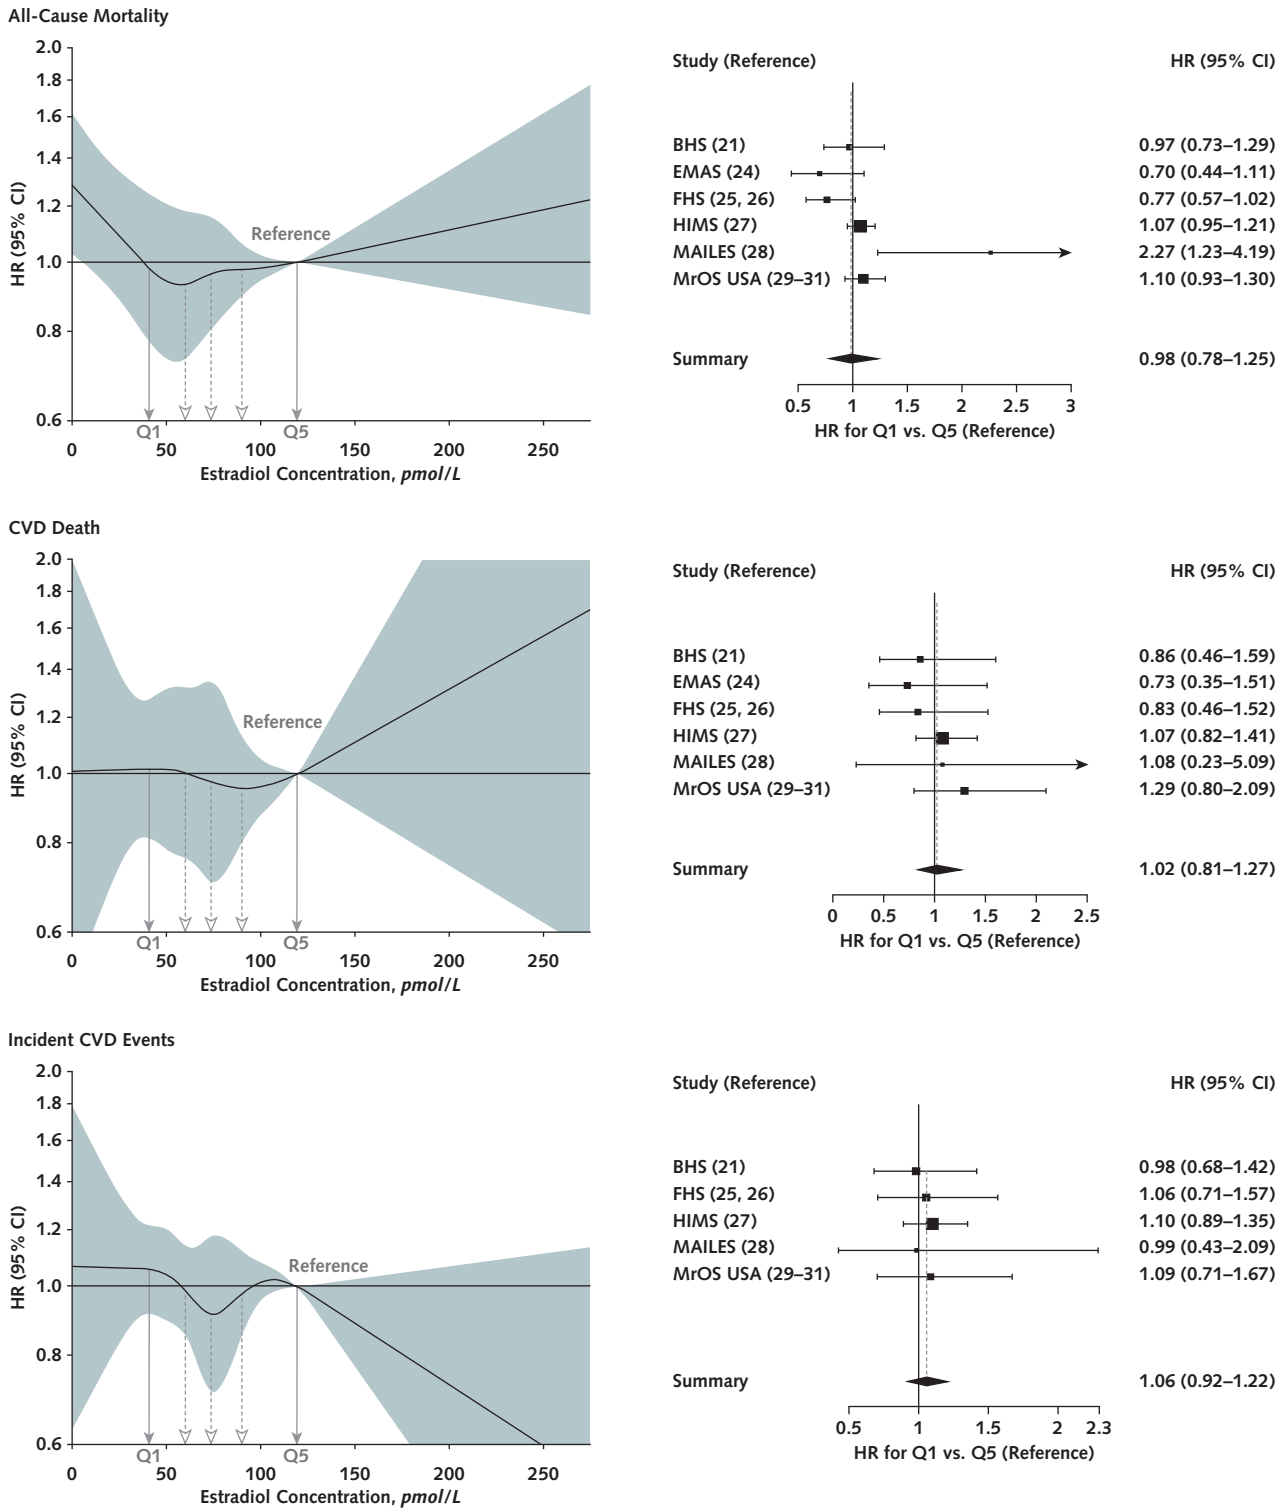 All-Cause Mortality
HR (95% CI)
2.0
1.8
1.6
1.4
1.2
1.0
0.8
0.6
Reference
Q1
Q5
0 50 100 150 200 250
Estradiol Concentration, pmol/L
Study (Reference) HR (95% CI)
BHS (21) 0.97 (0.73–1.29)
EMAS (24) 0.70 (0.44–1.11)
FHS (25, 26) 0.77 (0.57–1.02)
HIMS (27) 1.07 (0.95–1.21)
MAILES (28) 2.27 (1.23–4.19)
MrOS USA (29–31) 1.10 (0.93–1.30)
Summary 0.98 (0.78–1.25)
0.5 1 1.5 2 2.5 3
HR for Q1 vs. Q5 (Reference)
CVD Death
HR (95% CI)
2.0
1.8
1.6
1.4
1.2
1.0
0.8
0.6
Reference
Q1
Q5
0 50 100 150 200 250
Estradiol Concentration, pmol/L
Study (Reference) HR (95% CI)
BHS (21) 0.86 (0.46–1.59)
EMAS (24) 0.73 (0.35–1.51)
FHS (25, 26) 0.83 (0.46–1.52)
HIMS (27) 1.07 (0.82–1.41)
MAILES (28) 1.08 (0.23–5.09)
MrOS USA (29–31) 1.29 (0.80–2.09)
Summary 1.02 (0.81–1.27)
0 0.5 1 1.5 2 2.5
HR for Q1 vs. Q5 (Reference)
Incident CVD Events
HR (95% CI)
2.0
1.8
1.6
1.4
1.2
1.0
0.8
0.6
Reference
Q1
Q5
0 50 100 150 200 250
Estradiol Concentration, pmol/L
Study (Reference) HR (95% CI)
BHS (21) 0.98 (0.68–1.42)
FHS (25, 26) 1.06 (0.71–1.57)
HIMS (27) 1.10 (0.89–1.35)
MAILES (28) 0.99 (0.43–2.09)
MrOS USA (29–31) 1.09 (0.71–1.67)
Summary 1.06 (0.92–1.22)
0.5 1 1.5 2 2.3
HR for Q1 vs. Q5 (Reference)